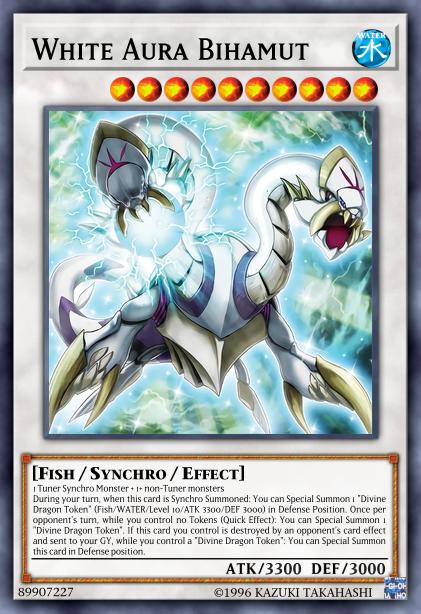 WHITE AURA BIHAMUT
WATER
水
[FISH / SYNCHRO / EFFECT]
1 Tuner Synchro Monster + 1+ non-Tuner monsters
During your turn, when this card is Synchro Summoned: You can Special Summon 1 "Divine
Dragon Token" (Fish/WATER/Level 10/ATK 3300/DEF 3000) in Defense Position. Once per
opponent's turn, while you control no Tokens (Quick Effect): You can Special Summon 1
"Divine Dragon Token". If this card you control is destroyed by an opponent's card effect
and sent to your GY, while you control a "Divine Dragon Token": You can Special Summon
this card in Defense position.
ATK/3300 DEF/3000
89907227
©1996 KAZUKI TAKAHASHI